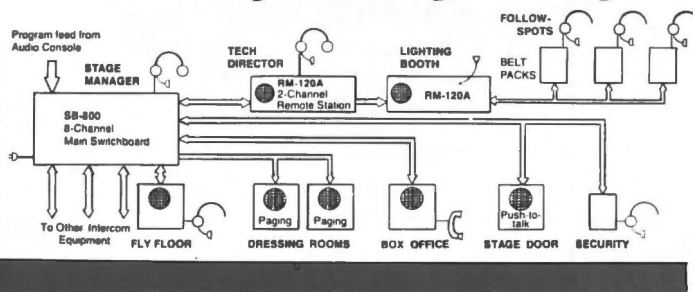 Program feed from
Audio Console
STAGE
MANAGER
SB-800
8-Channel
Main Switchboard
TECH
DIRECTOR
RM-120A
2-Channel
Remote Station
LIGHTING
BOOTH
RM-120A
FOLLOW-
SPOTS
BELT
PACKS
To Other Intercom
Equipment
FLY FLOOR
Paging
Paging
DRESSING ROOMS
BOX OFFICE
Push-to-
talk
STAGE DOOR
SECURITY